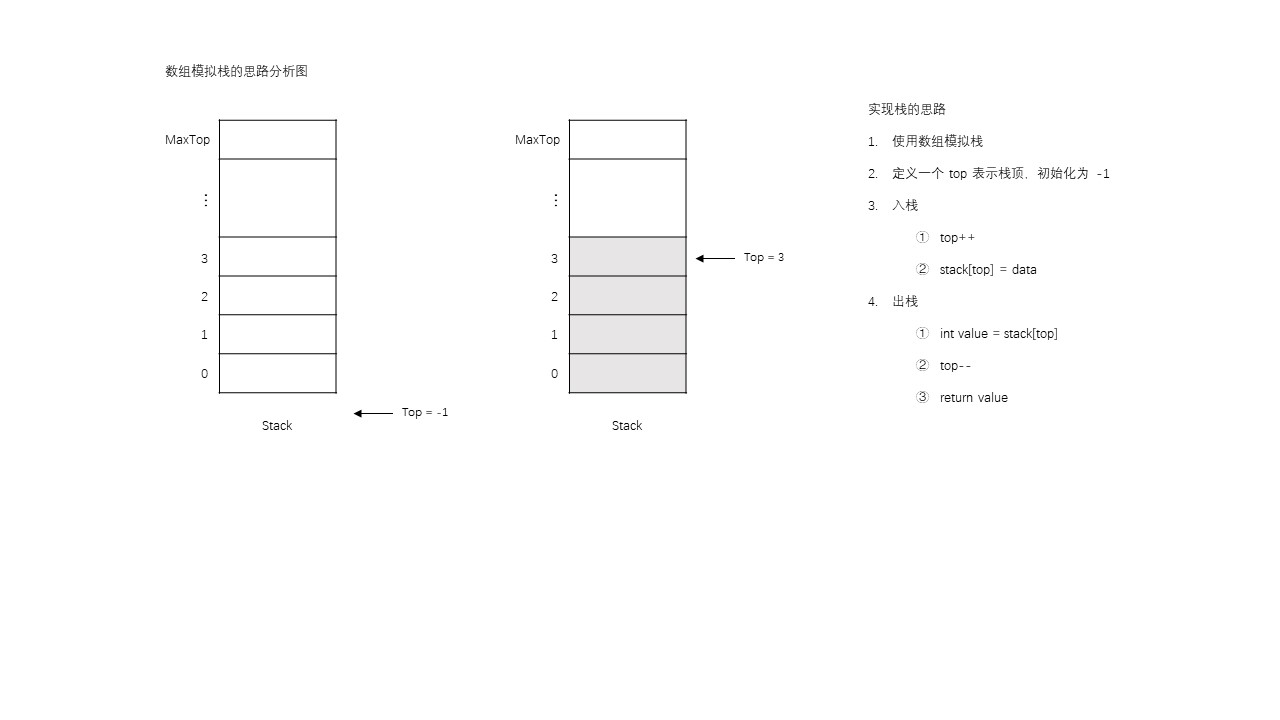 数组模拟栈的思路分析图
MaxTop
⋮
3
2
1
0
Stack
Top = -1
MaxTop
⋮
3
2
1
0
Stack
Top = 3
实现栈的思路
1. 使用数组模拟栈
2. 定义一个 top 表示栈顶，初始化为 -1
3. 入栈
① top++
② stack[top] = data
4. 出栈
① int value = stack[top]
② top--
③ return value